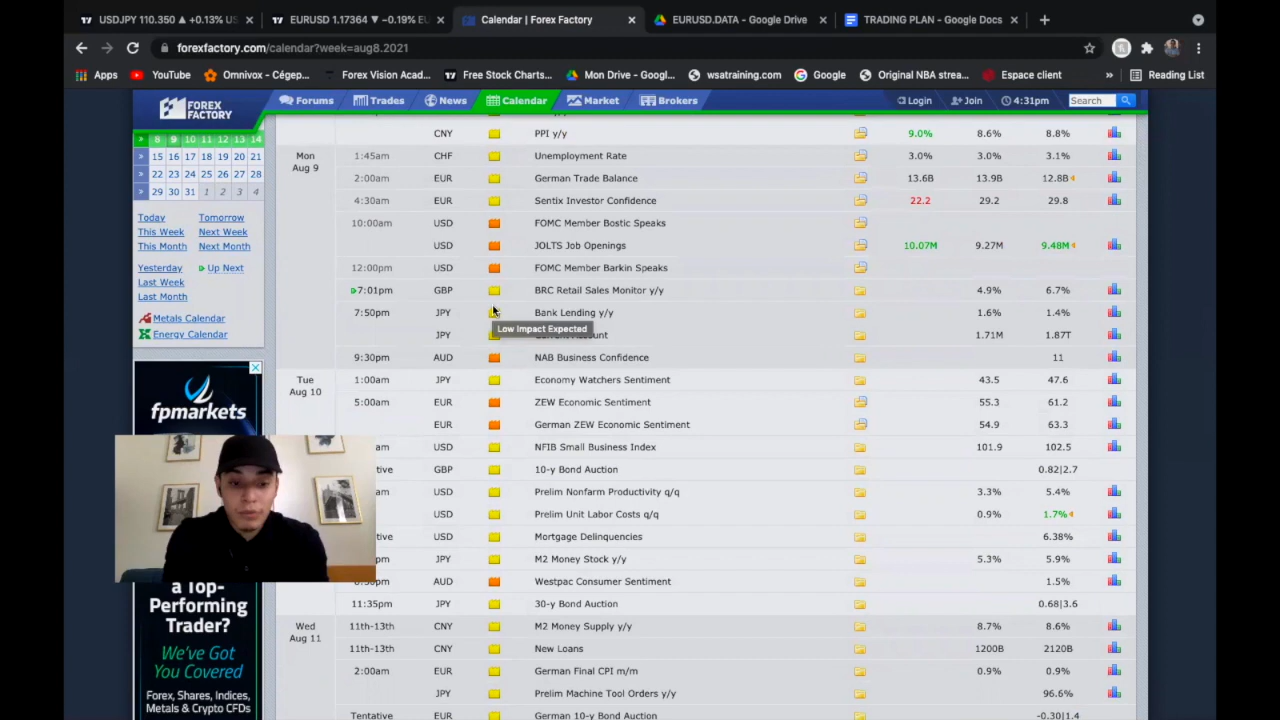 USDJPY 110.350 ▲ +0.13% US
EURUSD 1.17364 ▼ −0.19% E
Calendar | Forex Factory
EURUSD.DATA - Google Drive
TRADING PLAN - Google Docs
forexfactory.com/calendar?week=aug8.2021
Apps
YouTube
Omnivox - Cégep...
Forex Vision Acad...
Free Stock Charts...
Mon Drive - Googl...
wsatraining.com
Google
Original NBA strea...
Espace client
»
Reading List
FOREX
FACTORY
Forums
Trades
News
Calendar
Market
Brokers
Login
Join
4:31pm
Search
» 8 9 10 11 12 13 14
» 15 16 17 18 19 20 21
» 22 23 24 25 26 27 28
» 29 30 31 1 2 3 4
Today Tomorrow
This Week Next Week
This Month Next Month
Yesterday Up Next
Last Week
Last Month
Metals Calendar
Energy Calendar
fpmarkets
a Top-
Performing
Trader?
We've Got
You Covered
Forex, Shares, Indices,
Metals & Crypto CFDs
CNY PPI y/y 9.0% 8.6% 8.8%
Mon
Aug 9
1:45am CHF Unemployment Rate 3.0% 3.0% 3.1%
2:00am EUR German Trade Balance 13.6B 13.9B 12.8B
4:30am EUR Sentix Investor Confidence 22.2 29.2 29.8
10:00am USD FOMC Member Bostic Speaks
USD JOLTS Job Openings 10.07M 9.27M 9.48M
12:00pm USD FOMC Member Barkin Speaks
7:01pm GBP BRC Retail Sales Monitor y/y 4.9% 6.7%
7:50pm JPY Bank Lending y/y 1.6% 1.4%
Low Impact Expected
JPY ount 1.71M 1.87T
9:30pm AUD NAB Business Confidence 11
Tue
Aug 10
1:00am JPY Economy Watchers Sentiment 43.5 47.6
5:00am EUR ZEW Economic Sentiment 55.3 61.2
EUR German ZEW Economic Sentiment 54.9 63.3
am USD NFIB Small Business Index 101.9 102.5
tive GBP 10-y Bond Auction 0.82|2.7
am USD Prelim Nonfarm Productivity q/q 3.3% 5.4%
USD Prelim Unit Labor Costs q/q 0.9% 1.7%
tive USD Mortgage Delinquencies 6.38%
pm JPY M2 Money Stock y/y 5.3% 5.9%
pm AUD Westpac Consumer Sentiment 1.5%
11:35pm JPY 30-y Bond Auction 0.68|3.6
Wed
Aug 11
11th-13th CNY M2 Money Supply y/y 8.7% 8.6%
11th-13th CNY New Loans 1200B 2120B
2:00am EUR German Final CPI m/m 0.9% 0.9%
JPY Prelim Machine Tool Orders y/y 96.6%
Tentative EUR German 10-y Bond Auction -0.30|1.4